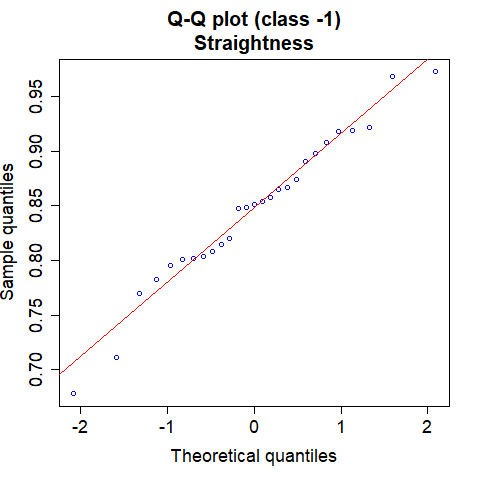 Q-Q plot (class -1)
Straightness
Sample quantiles
0.95
0.90
0.85
0.80
0.75
0.70
-2 -1 0 1 2
Theoretical quantiles